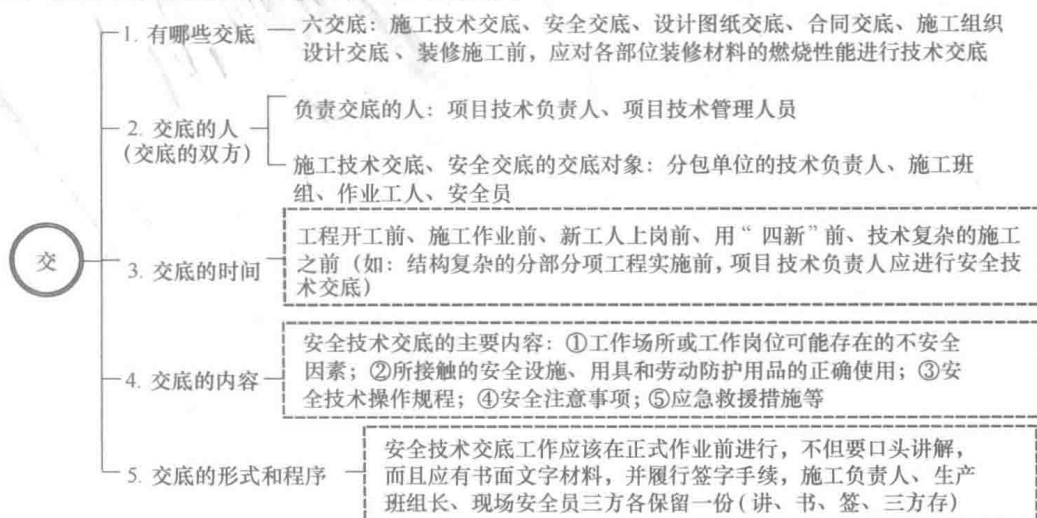 交
1. 有哪些交底
六交底：施工技术交底、安全交底、设计图纸交底、合同交底、施工组织
设计交底、装修施工前，应对各部位装修材料的燃烧性能进行技术交底
2. 交底的人
（交底的双方）
负责交底的人：项目技术负责人、项目技术管理人员
施工技术交底、安全交底的交底对象：分包单位的技术负责人、施工班
组、作业工人、安全员
3. 交底的时间
工程开工前、施工作业前、新工人上岗前、用“四新”前、技术复杂的施工
之前（如：结构复杂的分部分项工程实施前，项目技术负责人应进行安全技
术交底）
4. 交底的内容
安全技术交底的主要内容：①工作场所或工作岗位可能存在的不安全
因素；②所接触的安全设施、用具和劳动防护用品的正确使用；③安
全技术操作规程；④安全注意事项；⑤应急救援措施等
5. 交底的形式和程序
安全技术交底工作应该在正式作业前进行，不但要口头讲解，
而且应有书面文字材料，并履行签字手续，施工负责人、生产
班组长、现场安全员三方各保留一份（讲、书、签、三方存）